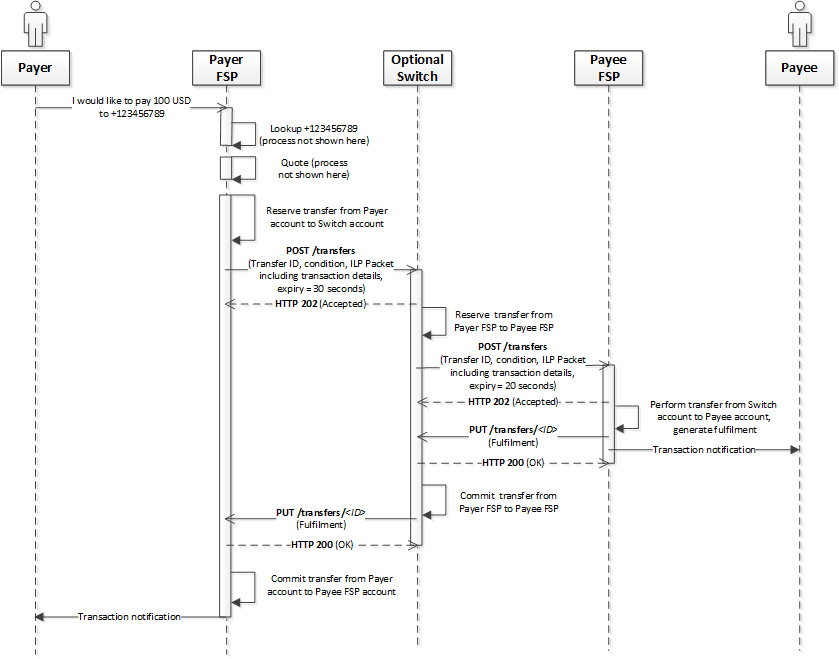 Payer
Payer
FSP
Optional
Switch
Payee
FSP
Payee
I would like to pay 100 USD
to +123456789
Lookup +123456789
(process not shown here)
Quote (process
not shown here)
Reserve transfer from Payer
account to Switch account
POST /transfers
(Transfer ID, condition, ILP Packet
including transaction details,
expiry = 30 seconds)
HTTP 202 (Accepted)
Reserve transfer from
Payer FSP to Payee FSP
POST /transfers
(Transfer ID, condition, ILP Packet
including transaction details,
expiry = 20 seconds)
HTTP 202 (Accepted)
Perform transfer from Switch
account to Payee account,
generate fulfilment
PUT /transfers/<ID>
(Fulfilment)
Transaction notification
HTTP 200 (OK)
Commit transfer from
Payer FSP to Payee FSP
PUT /transfers/<ID>
(Fulfilment)
HTTP 200 (OK)
Commit transfer from Payer
account to Payee FSP account
Transaction notification